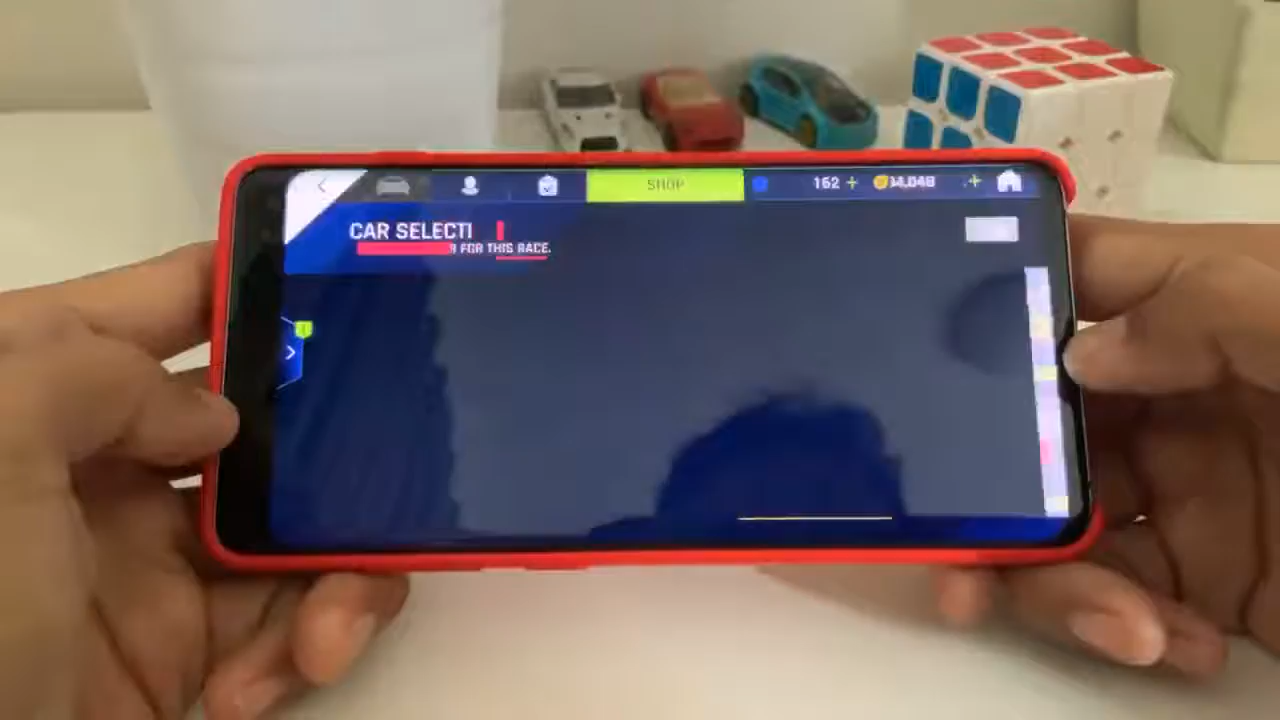 SHOP
162 + 14,048 +
CAR SELECTI
R FOR THIS RACE.